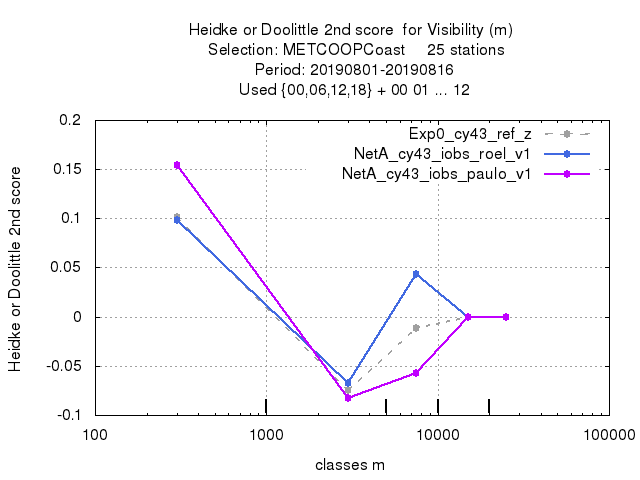 Heidke or Doolittle 2nd score  for Visibility (m)
Selection: METCOOPCoast     25 stations
Period: 20190801-20190816
Used {00,06,12,18} + 00 01 ... 12
Exp0_cy43_ref_z
NetA_cy43_iobs_roel_v1
NetA_cy43_iobs_paulo_v1
Heidke or Doolittle 2nd score
0.2
0.15
0.1
0.05
0
-0.05
-0.1
100 1000 10000 100000
classes m